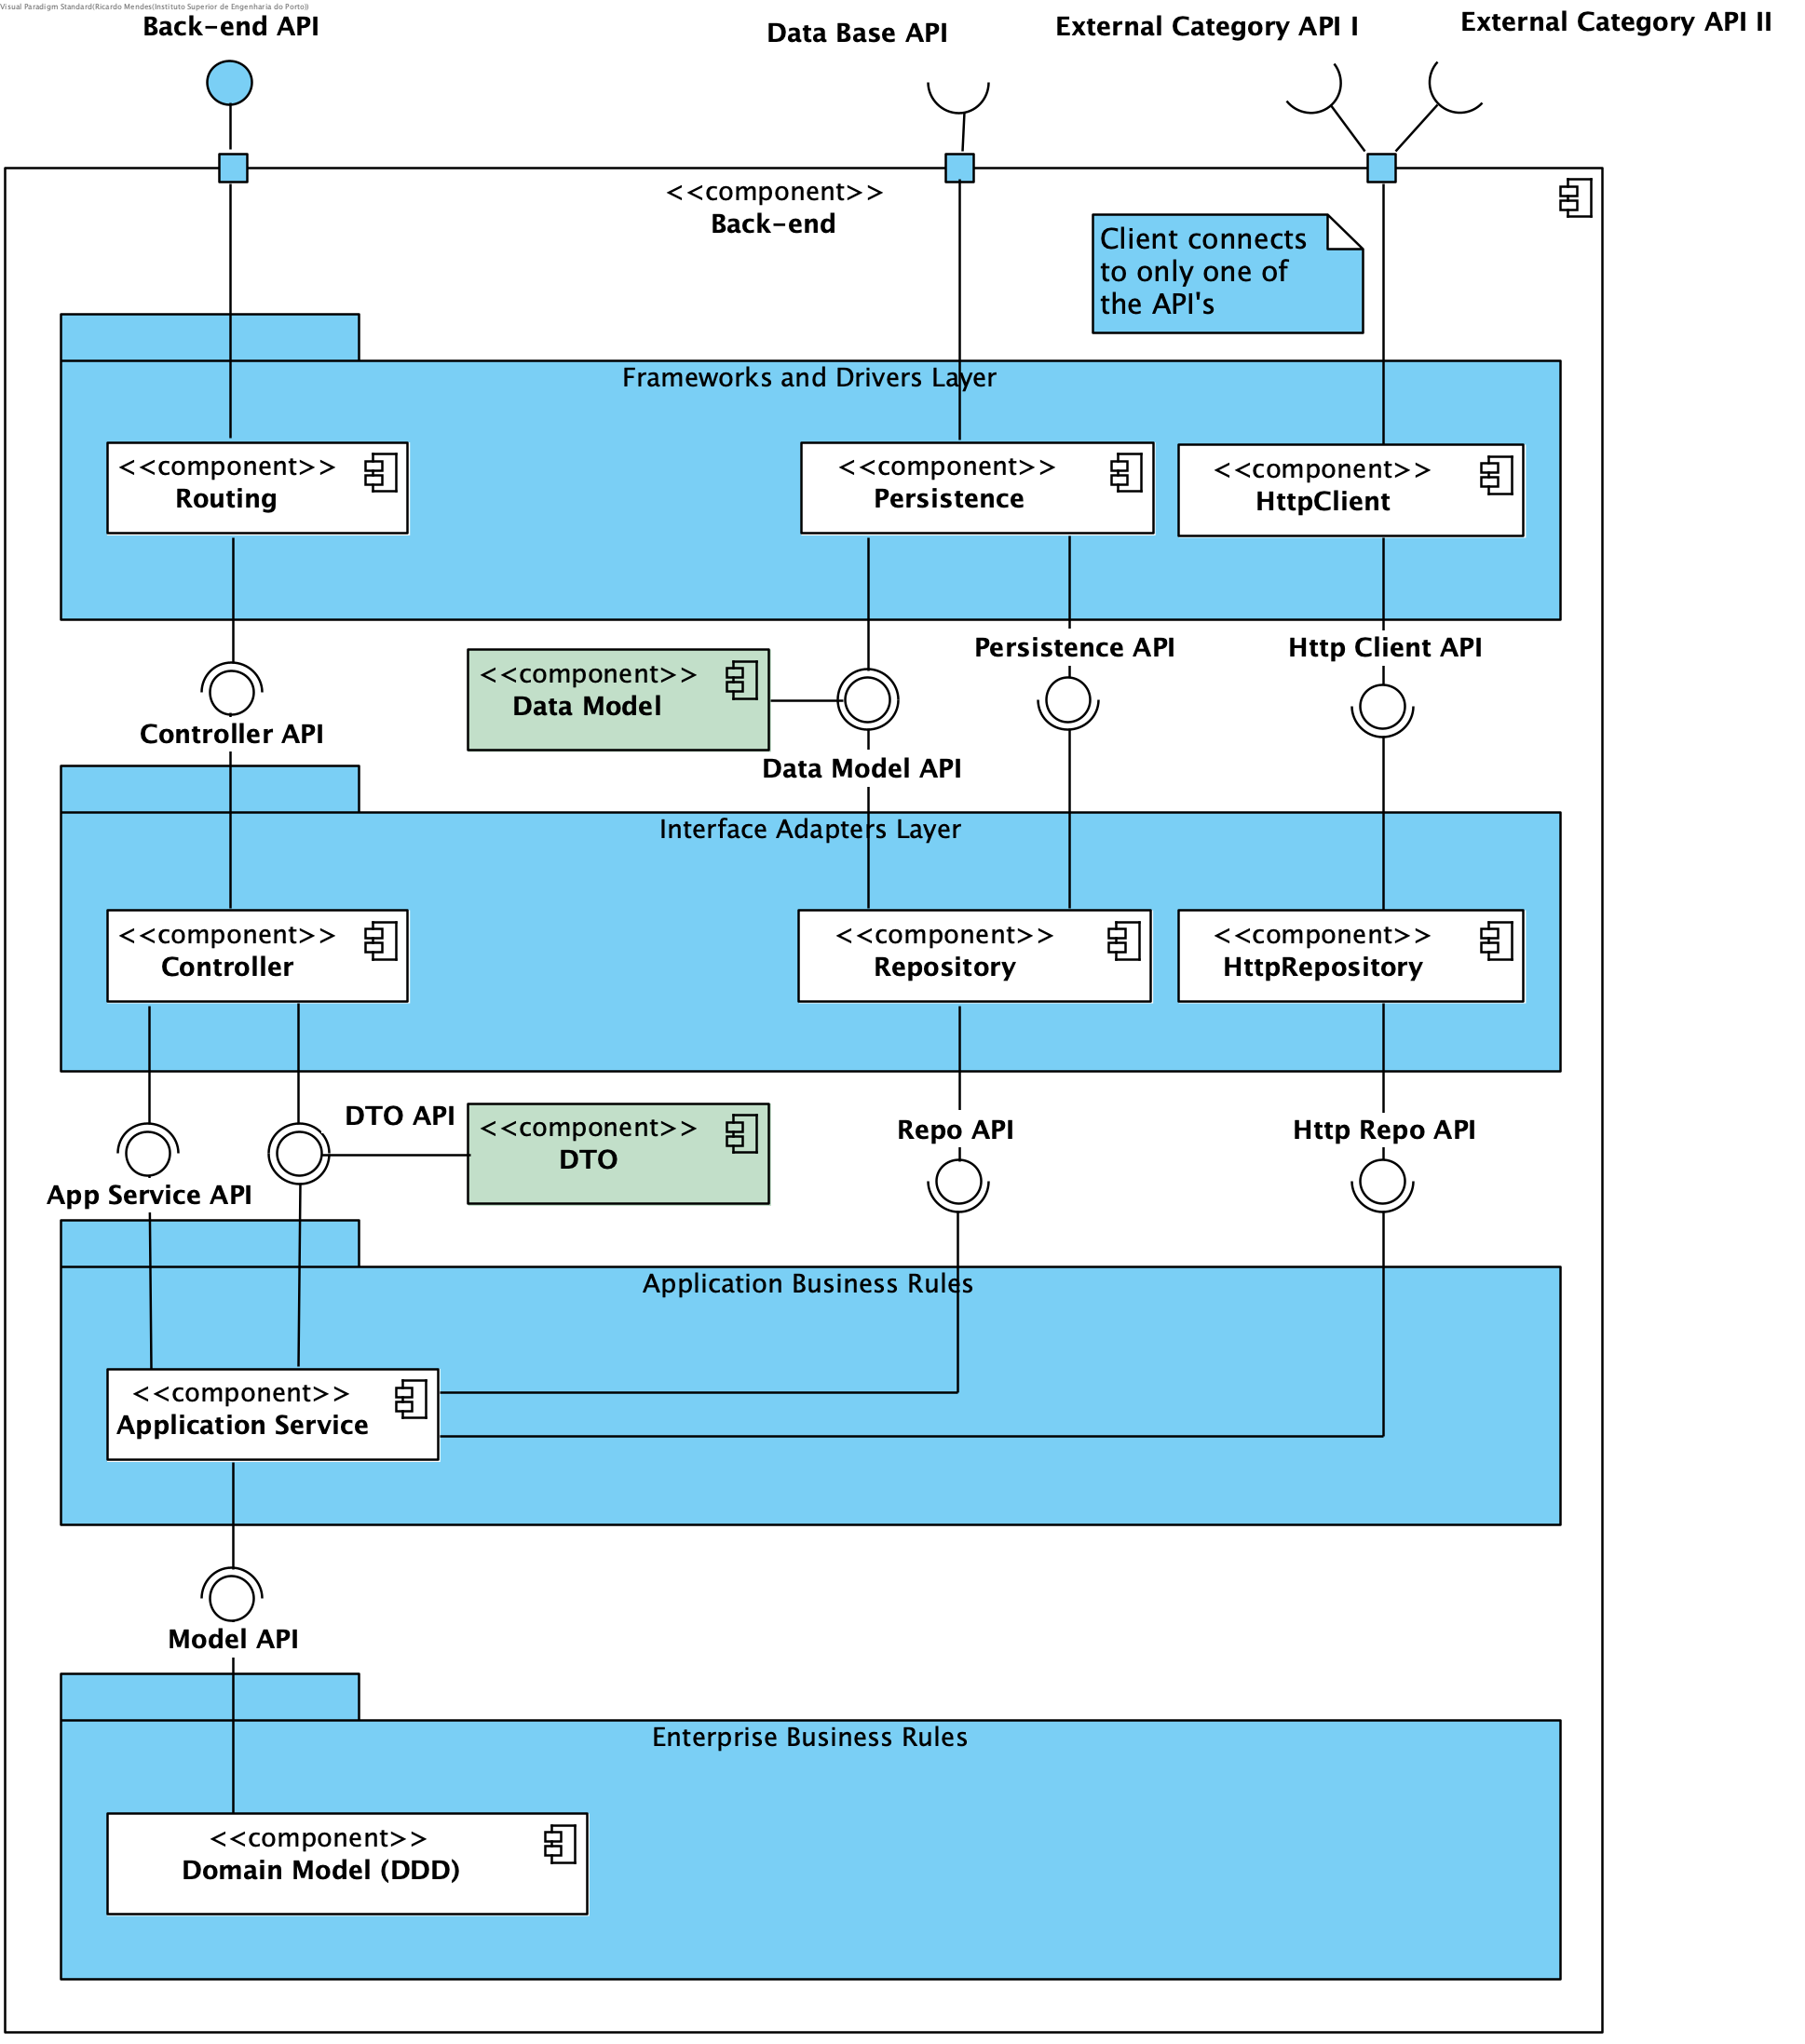 Visual Paradigm Standard(Ricardo Mendes(Instituto Superior de Engenharia do Porto))
Back-end API
Data Base API
External Category API I
External Category API II
<<component>>
Back-end
Client connects
to only one of
the API's
Frameworks and Drivers Layer
<<component>>
Routing
<<component>>
Persistence
<<component>>
HttpClient
Controller API
<<component>>
Data Model
Data Model API
Persistence API
Http Client API
Interface Adapters Layer
<<component>>
Controller
<<component>>
Repository
<<component>>
HttpRepository
App Service API
DTO API
<<component>>
DTO
Repo API
Http Repo API
Application Business Rules
<<component>>
Application Service
Model API
Enterprise Business Rules
<<component>>
Domain Model (DDD)